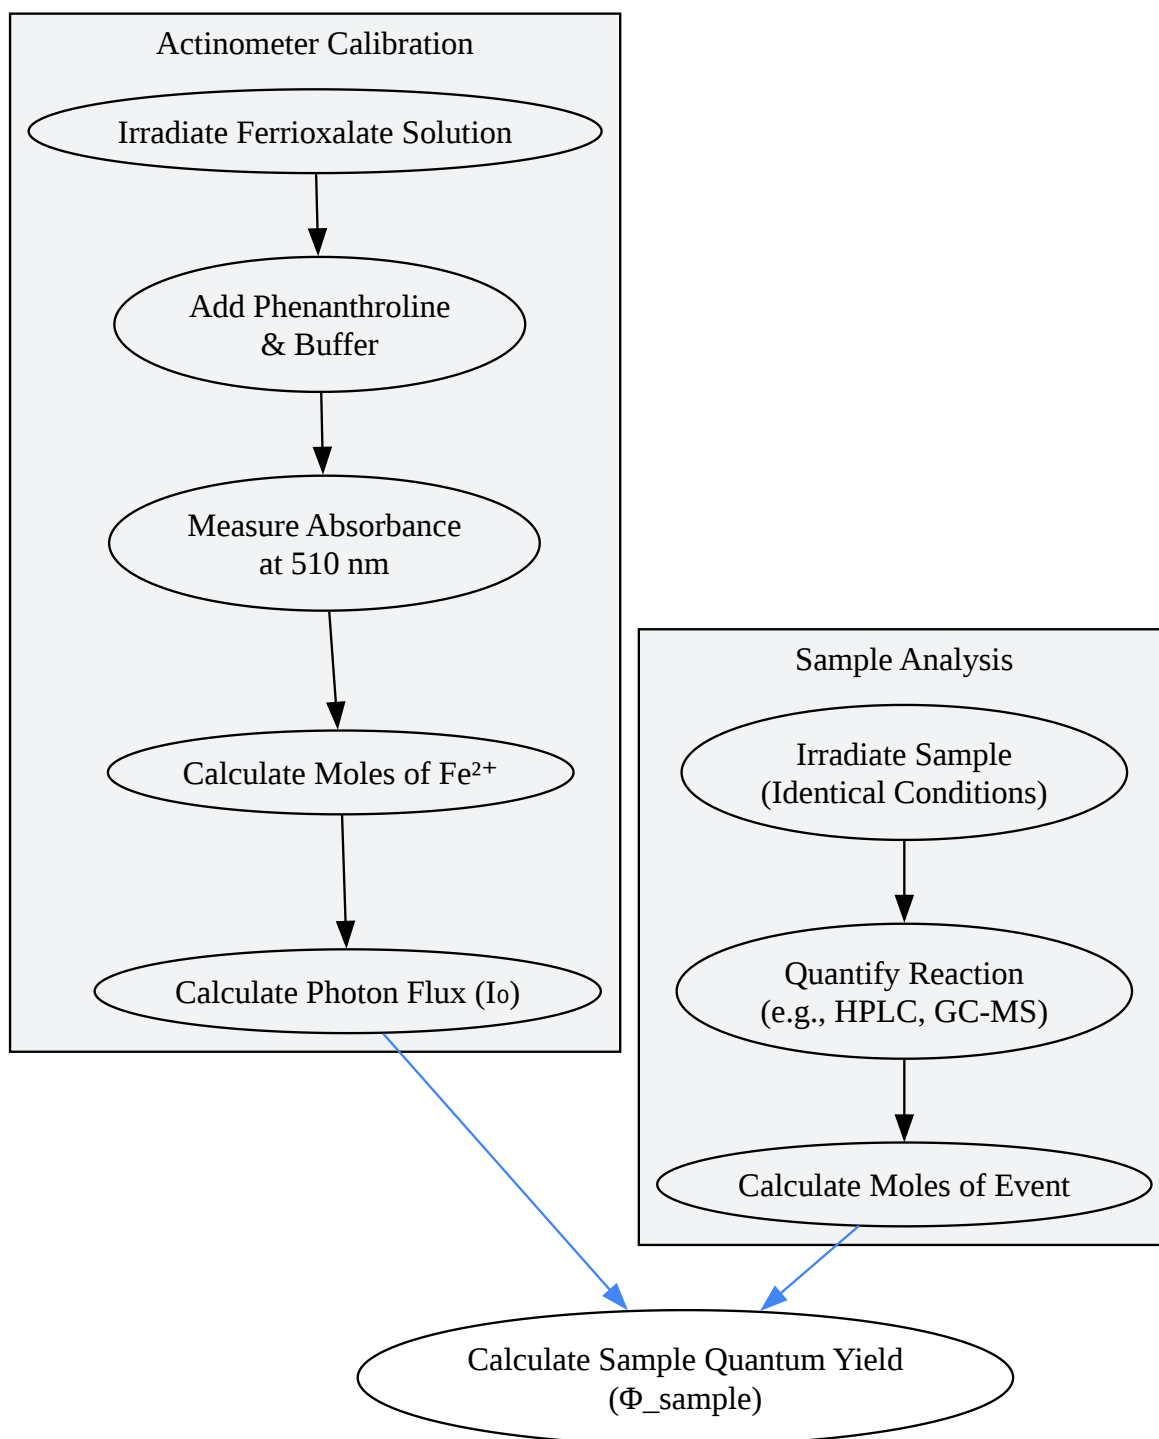 Actinometer Calibration
Irradiate Ferrioxalate Solution
Add Phenanthroline
& Buffer
Measure Absorbance
at 510 nm
Calculate Moles of Fe²⁺
Calculate Photon Flux (I₀)
Sample Analysis
Irradiate Sample
(Identical Conditions)
Quantify Reaction
(e.g., HPLC, GC-MS)
Calculate Moles of Event
Calculate Sample Quantum Yield
(Φ_sample)